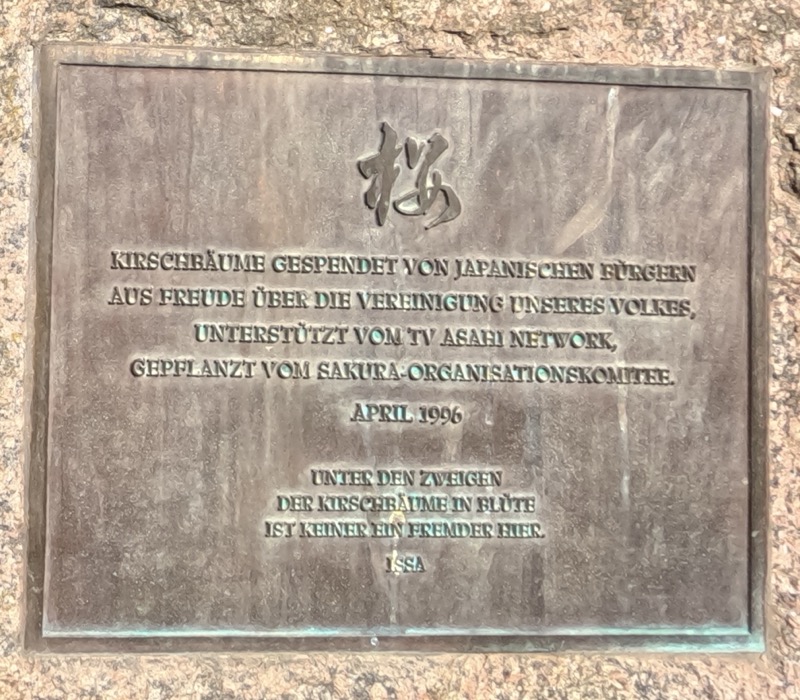 桜
KIRSCHBÄUME GESPENDET VON JAPANISCHEN BÜRGERN
AUS FREUDE ÜBER DIE VEREINIGUNG UNSERES VOLKES,
UNTERSTÜTZT VOM TV ASAHI NETWORK,
GEPFLANZT VOM SAKURA-ORGANISATIONSKOMITEE.
APRIL 1996
UNTER DEN ZWEIGEN
DER KIRSCHBÄUME IN BLÜTE
IST KEINER EIN FREMDER HIER.
ISSA